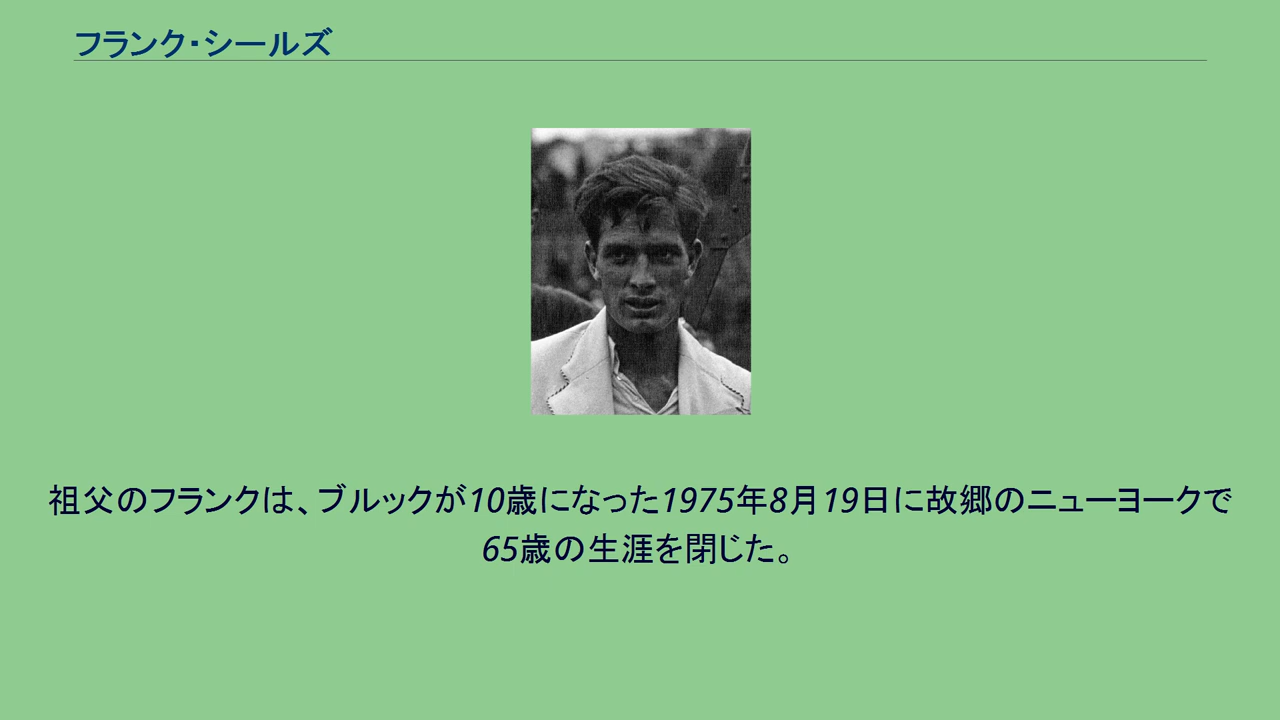 フランク・シールズ
祖父のフランクは、ブルックが10歳になった1975年8月19日に故郷のニューヨークで
65歳の生涯を閉じた。